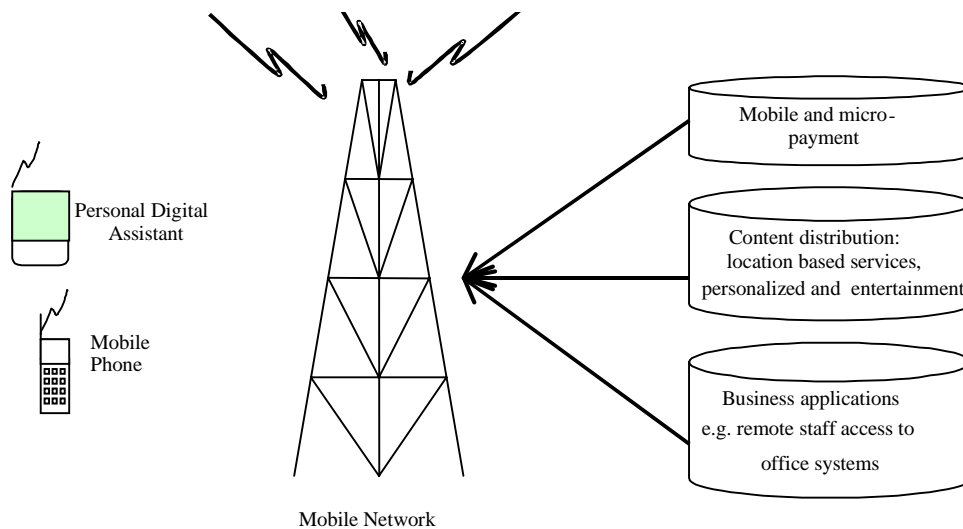 Personal Digital
Assistant
Mobile
Phone
Mobile Network
Mobile and micro-
payment
Content distribution:
location based services,
personalized and entertainment
Business applications
e.g. remote staff access to
office systems